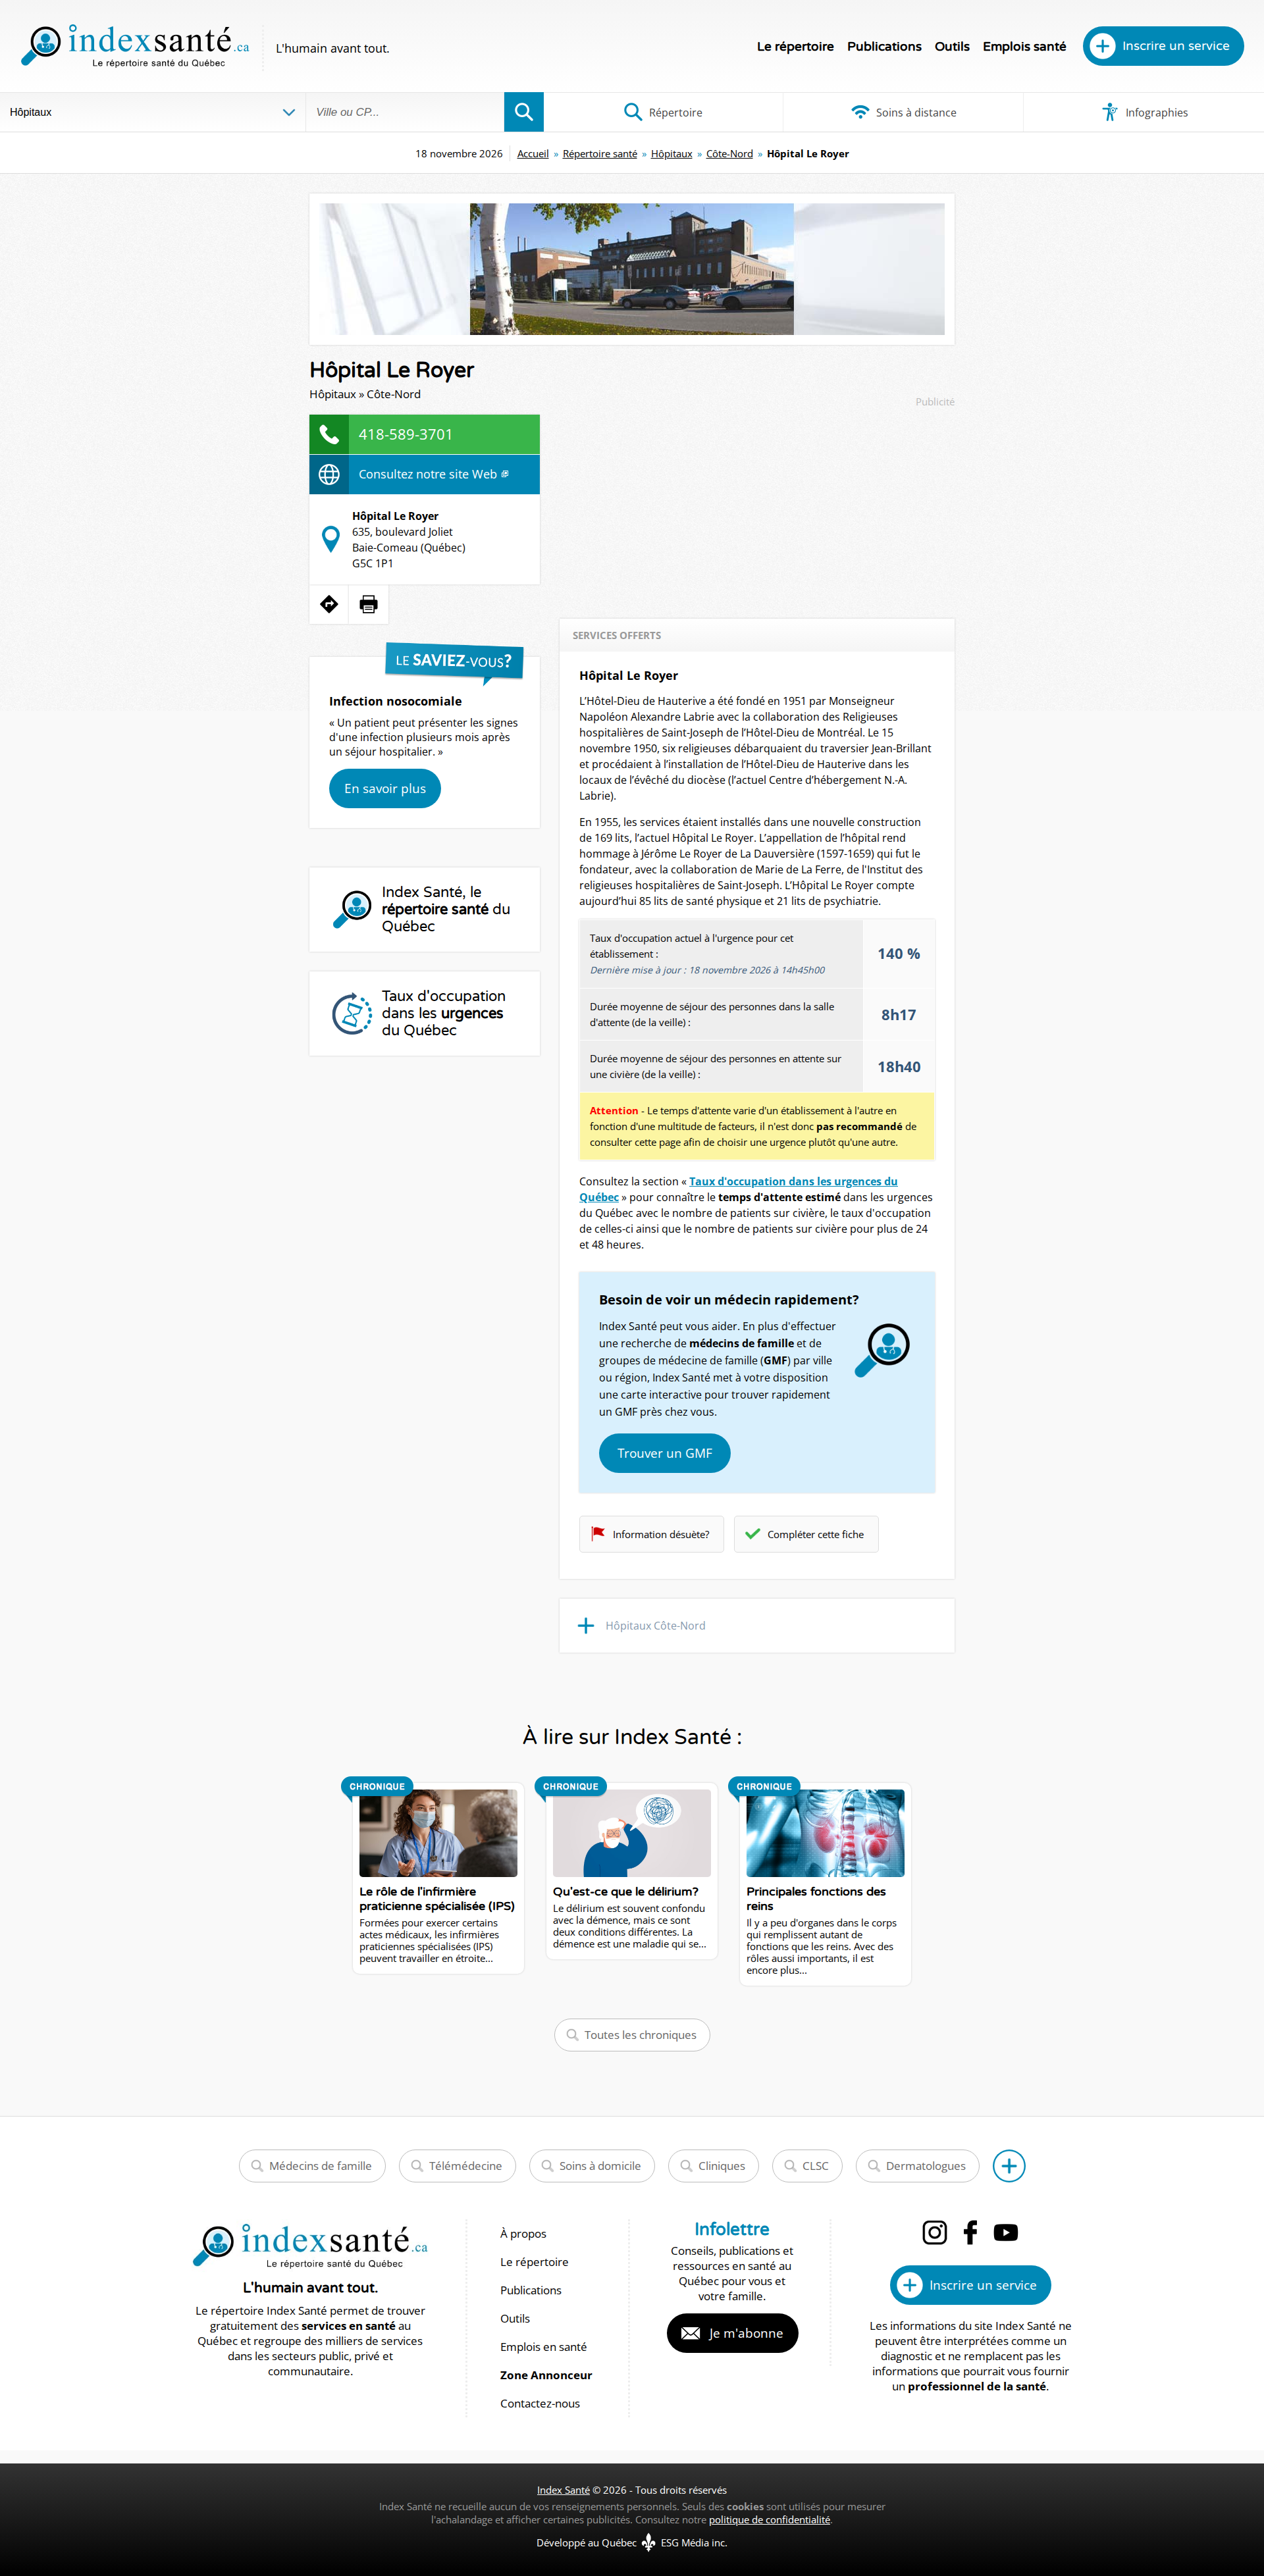 indexsanté.ca
Le répertoire santé du Québec
L'humain avant tout.
Le répertoire
Publications
Outils
Emplois santé
Inscrire un service
Hôpitaux
Ville ou CP...
Répertoire
Soins à distance
Infographies
18 novembre 2026
Accueil » Répertoire santé » Hôpitaux » Côte-Nord » Hôpital Le Royer
Hôpital Le Royer
Hôpitaux » Côte-Nord
Publicité
418-589-3701
Consultez notre site Web
Hôpital Le Royer
635, boulevard Joliet
Baie-Comeau (Québec)
G5C 1P1
LE SAVIEZ-VOUS?
Infection nosocomiale
« Un patient peut présenter les signes
d'une infection plusieurs mois après
un séjour hospitalier. »
En savoir plus
Index Santé, le
répertoire santé du
Québec
Taux d'occupation
dans les urgences
du Québec
SERVICES OFFERTS
Hôpital Le Royer
L’Hôtel-Dieu de Hauterive a été fondé en 1951 par Monseigneur
Napoléon Alexandre Labrie avec la collaboration des Religieuses
hospitalières de Saint-Joseph de l’Hôtel-Dieu de Montréal. Le 15
novembre 1950, six religieuses débarquaient du traversier Jean-Brillant
et procédaient à l’installation de l’Hôtel-Dieu de Hauterive dans les
locaux de l’évêché du diocèse (l’actuel Centre d’hébergement N.-A.
Labrie).
En 1955, les services étaient installés dans une nouvelle construction
de 169 lits, l’actuel Hôpital Le Royer. L’appellation de l’hôpital rend
hommage à Jérôme Le Royer de La Dauversière (1597-1659) qui fut le
fondateur, avec la collaboration de Marie de La Ferre, de l'Institut des
religieuses hospitalières de Saint-Joseph. L’Hôpital Le Royer compte
aujourd’hui 85 lits de santé physique et 21 lits de psychiatrie.
Taux d'occupation actuel à l'urgence pour cet
établissement :
Dernière mise à jour : 18 novembre 2026 à 14h45h00
140 %
Durée moyenne de séjour des personnes dans la salle
d'attente (de la veille) :
8h17
Durée moyenne de séjour des personnes en attente sur
une civière (de la veille) :
18h40
Attention - Le temps d'attente varie d'un établissement à l'autre en
fonction d'une multitude de facteurs, il n'est donc pas recommandé de
consulter cette page afin de choisir une urgence plutôt qu'une autre.
Consultez la section « Taux d'occupation dans les urgences du
Québec » pour connaître le temps d'attente estimé dans les urgences
du Québec avec le nombre de patients sur civière, le taux d'occupation
de celles-ci ainsi que le nombre de patients sur civière pour plus de 24
et 48 heures.
Besoin de voir un médecin rapidement?
Index Santé peut vous aider. En plus d'effectuer
une recherche de médecins de famille et de
groupes de médecine de famille (GMF) par ville
ou région, Index Santé met à votre disposition
une carte interactive pour trouver rapidement
un GMF près chez vous.
Trouver un GMF
Information désuète?
Compléter cette fiche
Hôpitaux Côte-Nord
À lire sur Index Santé :
CHRONIQUE
Le rôle de l'infirmière
praticienne spécialisée (IPS)
Formées pour exercer certains
actes médicaux, les infirmières
praticiennes spécialisées (IPS)
peuvent travailler en étroite...
CHRONIQUE
Qu'est-ce que le délirium?
Le délirium est souvent confondu
avec la démence, mais ce sont
deux conditions différentes. La
démence est une maladie qui se...
CHRONIQUE
Principales fonctions des
reins
Il y a peu d'organes dans le corps
qui remplissent autant de
fonctions que les reins. Avec des
rôles aussi importants, il est
encore plus...
Toutes les chroniques
Médecins de famille
Télémédecine
Soins à domicile
Cliniques
CLSC
Dermatologues
indexsanté.ca
Le répertoire santé du Québec
L'humain avant tout.
Le répertoire Index Santé permet de trouver
gratuitement des services en santé au
Québec et regroupe des milliers de services
dans les secteurs public, privé et
communautaire.
À propos
Le répertoire
Publications
Outils
Emplois en santé
Zone Annonceur
Contactez-nous
Infolettre
Conseils, publications et
ressources en santé au
Québec pour vous et
votre famille.
Je m'abonne
Inscrire un service
Les informations du site Index Santé ne
peuvent être interprétées comme un
diagnostic et ne remplacent pas les
informations que pourrait vous fournir
un professionnel de la santé.
Index Santé © 2026 - Tous droits réservés
Index Santé ne recueille aucun de vos renseignements personnels. Seuls des cookies sont utilisés pour mesurer
l'achalandage et afficher certaines publicités. Consultez notre politique de confidentialité.
Développé au Québec ESG Média inc.